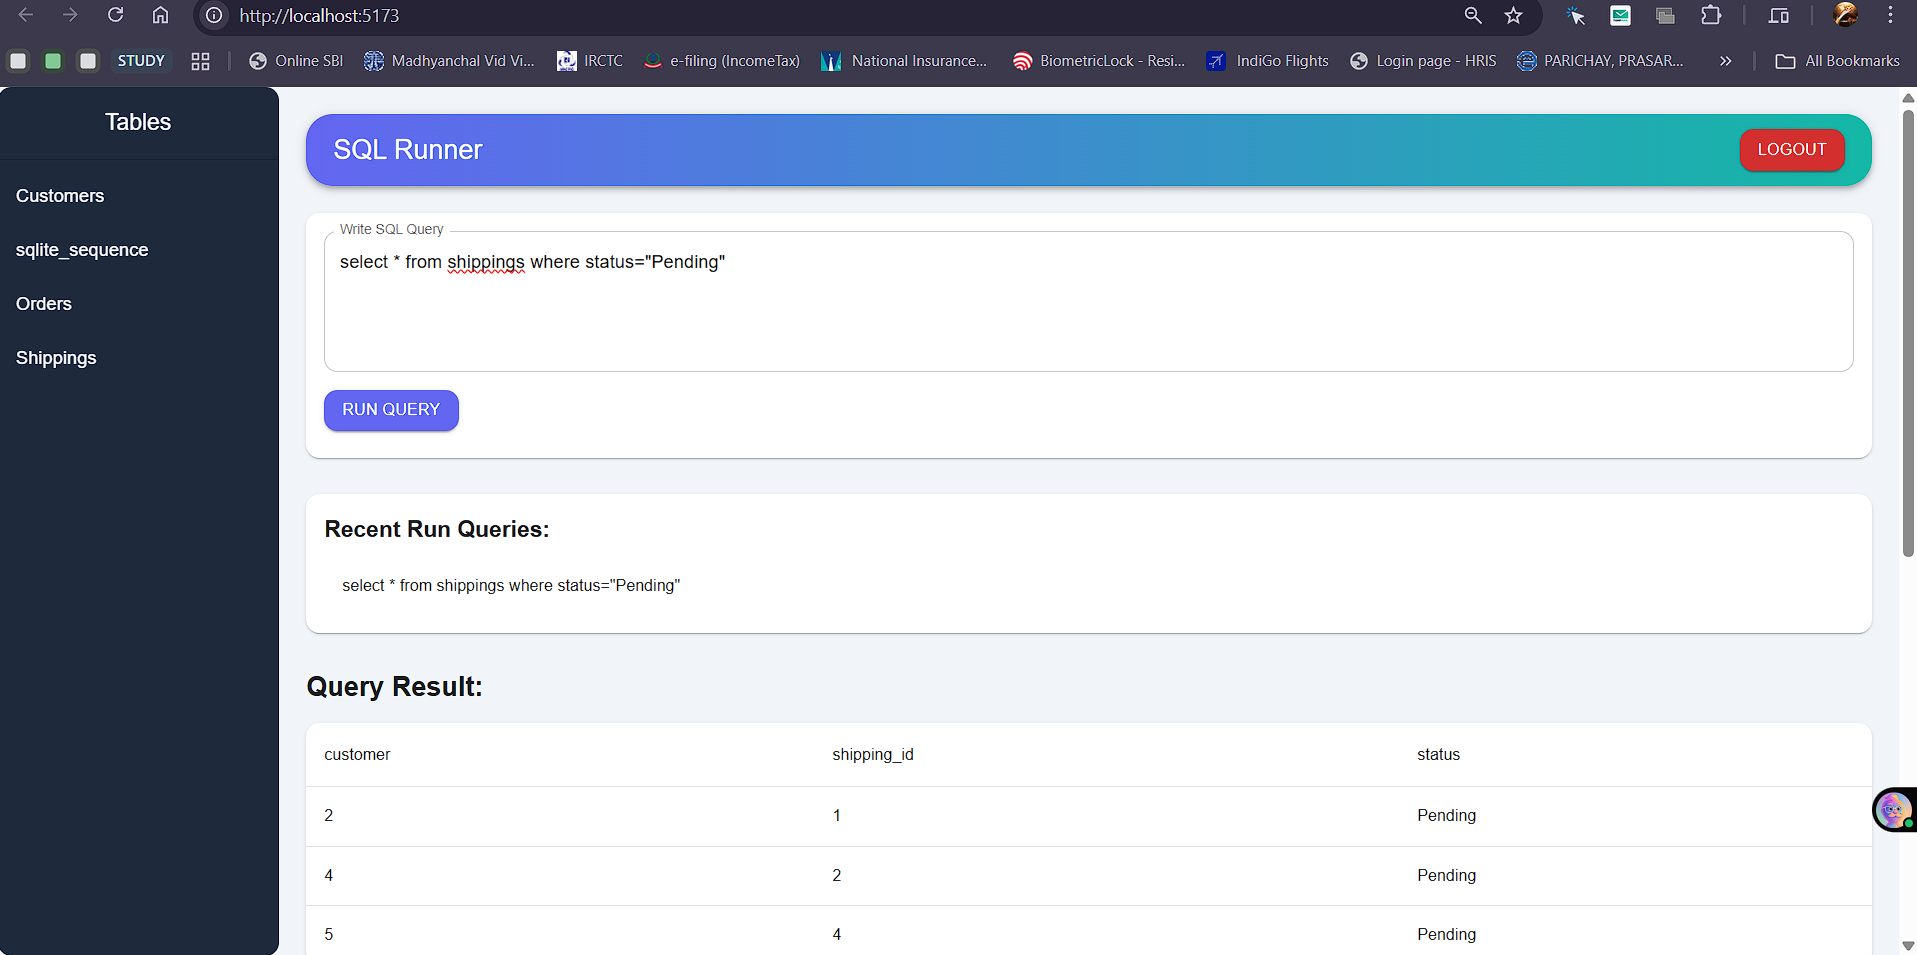 http://localhost:5173
STUDY
Online SBI
Madhyanchal Vid Vi...
IRCTC
e-filing (IncomeTax)
National Insurance...
BiometricLock - Resi...
IndiGo Flights
Login page - HRIS
PARICHAY, PRASAR...
»
All Bookmarks
Tables
Customers
sqlite_sequence
Orders
Shippings
SQL Runner
LOGOUT
Write SQL Query
select * from shippings where status="Pending"
RUN QUERY
Recent Run Queries:
select * from shippings where status="Pending"
Query Result:
customer shipping_id status
2 1 Pending
4 2 Pending
5 4 Pending